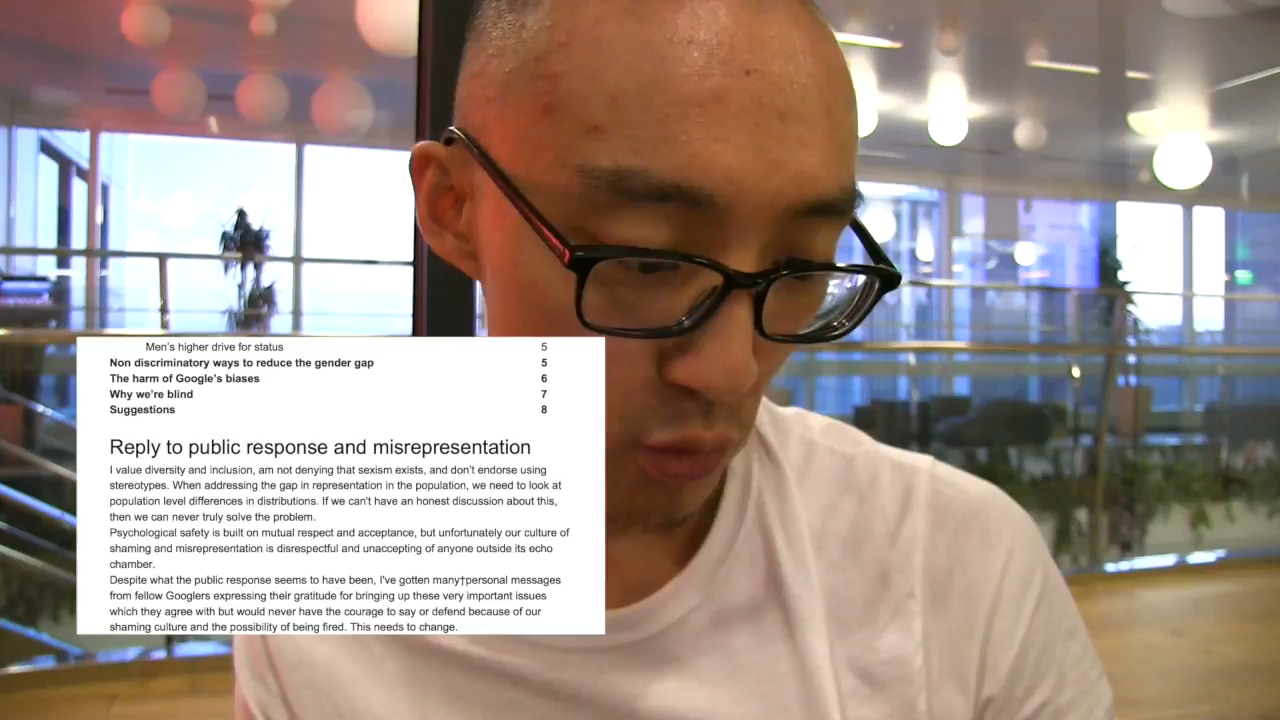 Men's higher drive for status 5
Non discriminatory ways to reduce the gender gap 5
The harm of Google's biases 6
Why we're blind 7
Suggestions 8
Reply to public response and misrepresentation
I value diversity and inclusion, am not denying that sexism exists, and don't endorse using
stereotypes. When addressing the gap in representation in the population, we need to look at
population level differences in distributions. If we can't have an honest discussion about this,
then we can never truly solve the problem.
Psychological safety is built on mutual respect and acceptance, but unfortunately our culture of
shaming and misrepresentation is disrespectful and unaccepting of anyone outside its echo
chamber.
Despite what the public response seems to have been, I've gotten many†personal messages
from fellow Googlers expressing their gratitude for bringing up these very important issues
which they agree with but would never have the courage to say or defend because of our
shaming culture and the possibility of being fired. This needs to change.